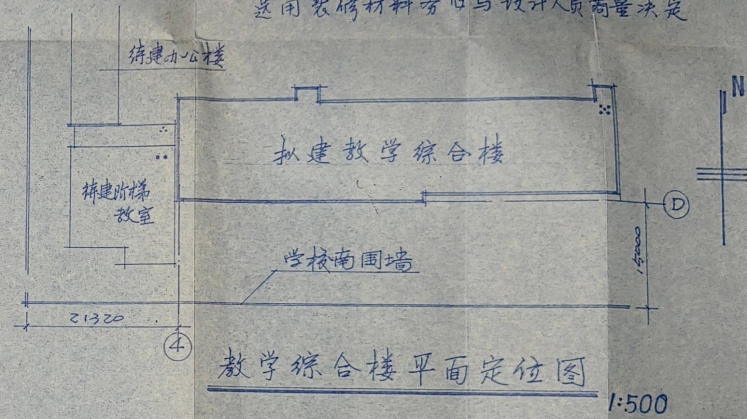 选用装修材料务必与设计人员商量决定
待建办公楼
N
拟建教学综合楼
待建阶梯
教室
D
15000
学校南围墙
21320
4
教学综合楼平面定位图
1:500